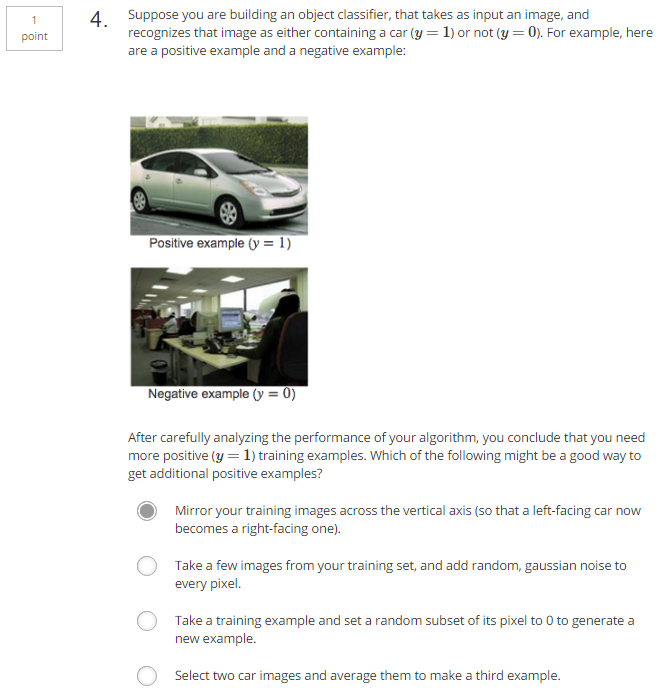 1
point
4. Suppose you are building an object classifier, that takes as input an image, and
recognizes that image as either containing a car (y = 1) or not (y = 0). For example, here
are a positive example and a negative example:
Positive example (y = 1)
Negative example (y = 0)
After carefully analyzing the performance of your algorithm, you conclude that you need
more positive (y = 1) training examples. Which of the following might be a good way to
get additional positive examples?
Mirror your training images across the vertical axis (so that a left-facing car now
becomes a right-facing one).
Take a few images from your training set, and add random, gaussian noise to
every pixel.
Take a training example and set a random subset of its pixel to 0 to generate a
new example.
Select two car images and average them to make a third example.